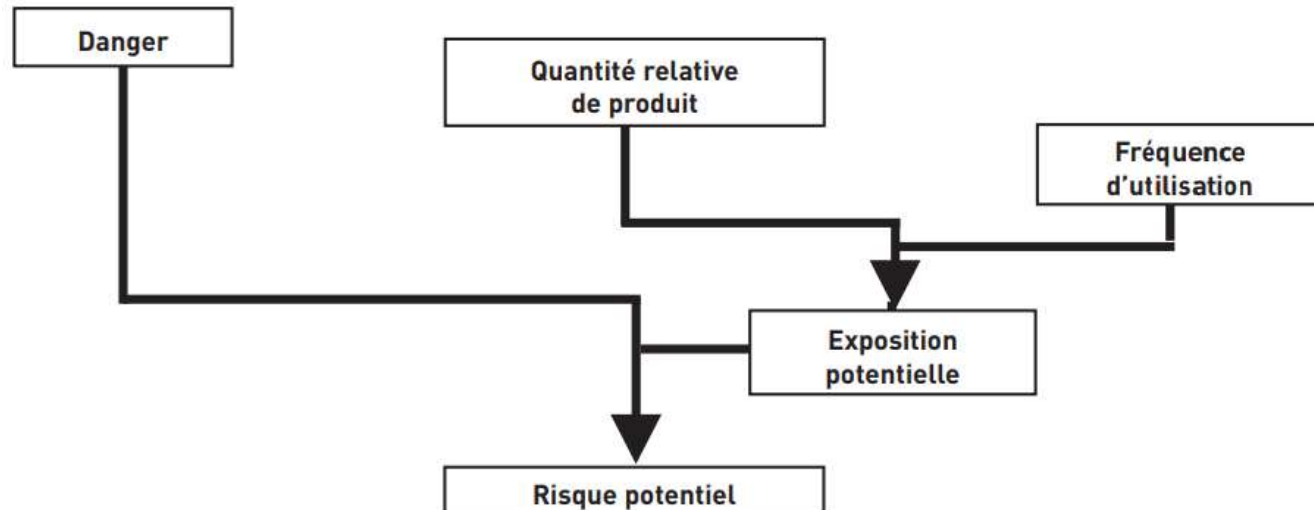 Danger
Quantité relative
de produit
Fréquence
d'utilisation
Exposition
potentielle
Risque potentiel